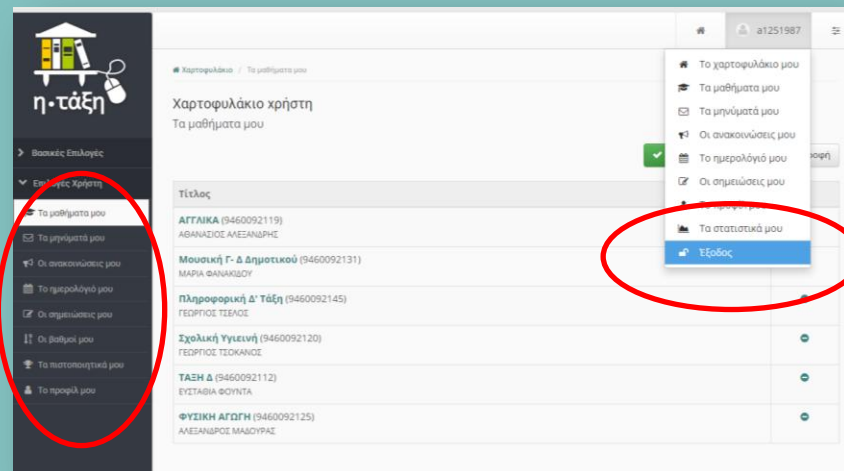 η-τάξη
a1251987
Χαρτοφυλάκιο / Τα μαθήματα μου
Χαρτοφυλάκιο χρήστη
Τα μαθήματα μου
Βασικές Επιλογές
Επιλογές Χρήστη
Τα μαθήματα μου
Τα μηνύματά μου
Οι ανακοινώσεις μου
Το ημερολόγιό μου
Οι σημειώσεις μου
Οι βαθμοί μου
Τα πιστοποιητικά μου
Το προφίλ μου
Το χαρτοφυλάκιο μου
Τα μαθήματα μου
Τα μηνύματά μου
Οι ανακοινώσεις μου
Το ημερολόγιό μου
Οι σημειώσεις μου
Τα στατιστικά μου
Έξοδος
Τίτλος
ΑΓΓΛΙΚΑ (9460092119)
ΑΘΑΝΑΣΙΟΣ ΑΛΕΞΑΝΔΡΗΣ
Μουσική Γ- Δ Δημοτικού (9460092131)
ΜΑΡΙΑ ΦΑΝΑΚΙΔΟΥ
Πληροφορική Δ' Τάξη (9460092145)
ΓΕΩΡΓΙΟΣ ΤΣΕΛΟΣ
Σχολική Υγιεινή (9460092120)
ΓΕΩΡΓΙΟΣ ΤΣΟΚΑΝΟΣ
ΤΑΞΗ Δ (9460092112)
ΕΥΣΤΑΘΙΑ ΦΟΥΝΤΑ
ΦΥΣΙΚΗ ΑΓΩΓΗ (9460092125)
ΑΛΕΞΑΝΔΡΟΣ ΜΑΔΟΥΡΑΣ